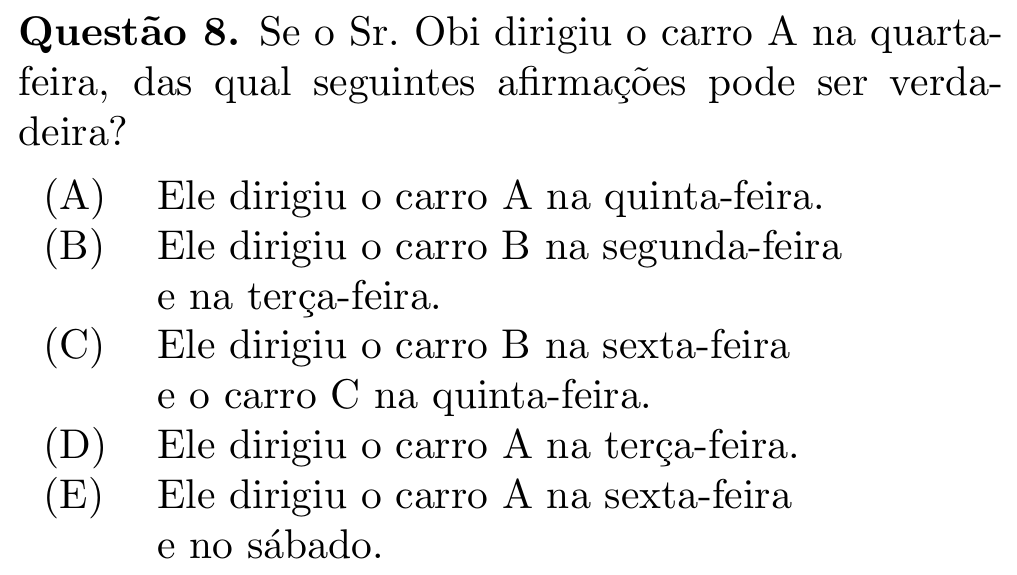 Questão 8. Se o Sr. Obi dirigiu o carro A na quarta-
feira, das qual seguintes afirmações pode ser verda-
deira?
(A) Ele dirigiu o carro A na quinta-feira.
(B) Ele dirigiu o carro B na segunda-feira
e na terça-feira.
(C) Ele dirigiu o carro B na sexta-feira
e o carro C na quinta-feira.
(D) Ele dirigiu o carro A na terça-feira.
(E) Ele dirigiu o carro A na sexta-feira
e no sábado.